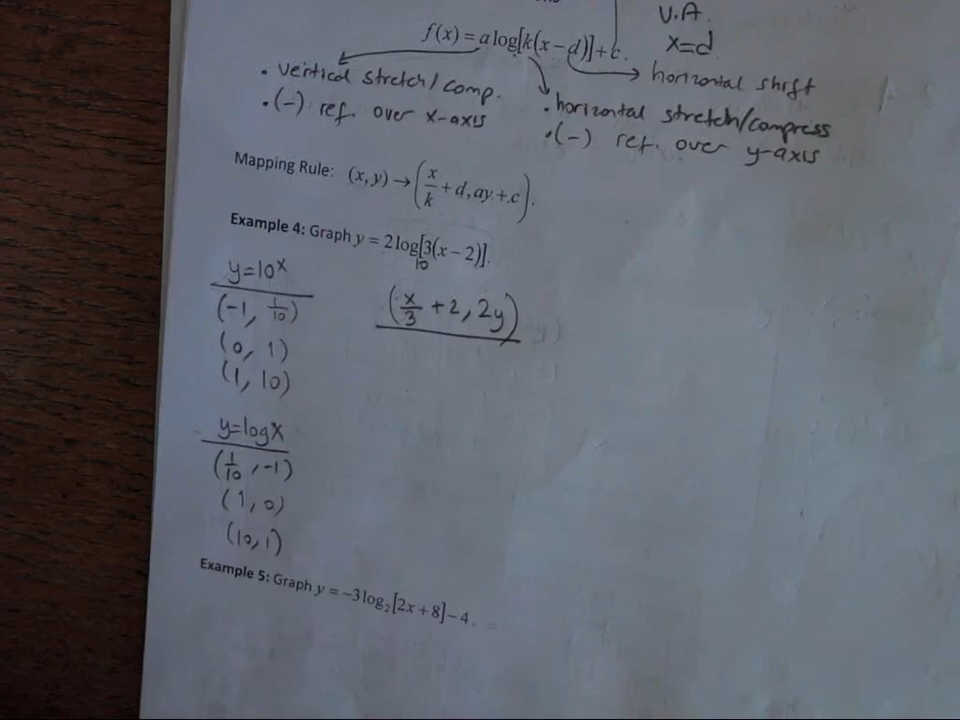 V.A.
f(x) = a log[k(x − d)] + c.
x=d
→ horizontal shift
• vertical stretch/comp.
• (-) ref. over x-axis
• horizontal stretch/compress
• (-) ref. over y-axis
Mapping Rule: (x, y) → (x/k + d, ay + c).
Example 4: Graph y = 2 log[3(x − 2)].
10
y=10^x
(x/3 + 2, 2y)
(-1, 1/10)
(0, 1)
(1, 10)
y=logx
(1/10, -1)
(1, 0)
(10, 1)
Example 5: Graph y = −3 log₂[2x + 8] − 4.